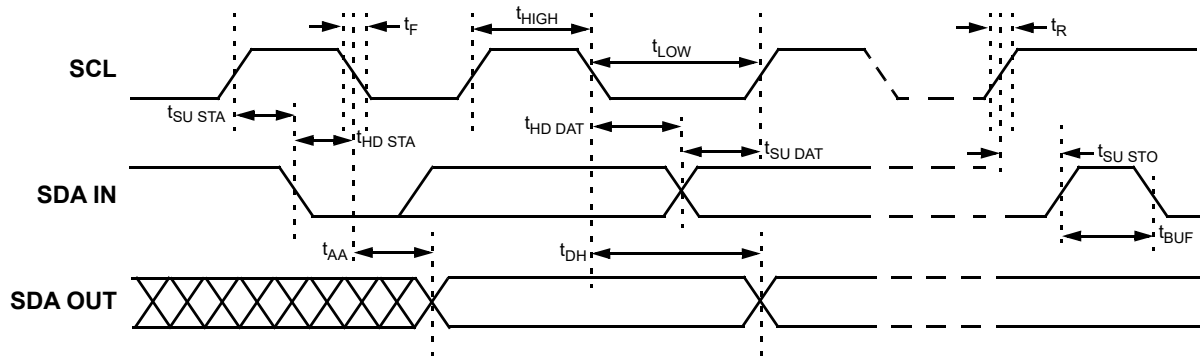 tF
tHIGH
tR
SCL
tLOW
tSU STA
tHD STA
tHD DAT
tSU DAT
tSU STO
SDA IN
tAA
tDH
tBUF
SDA OUT